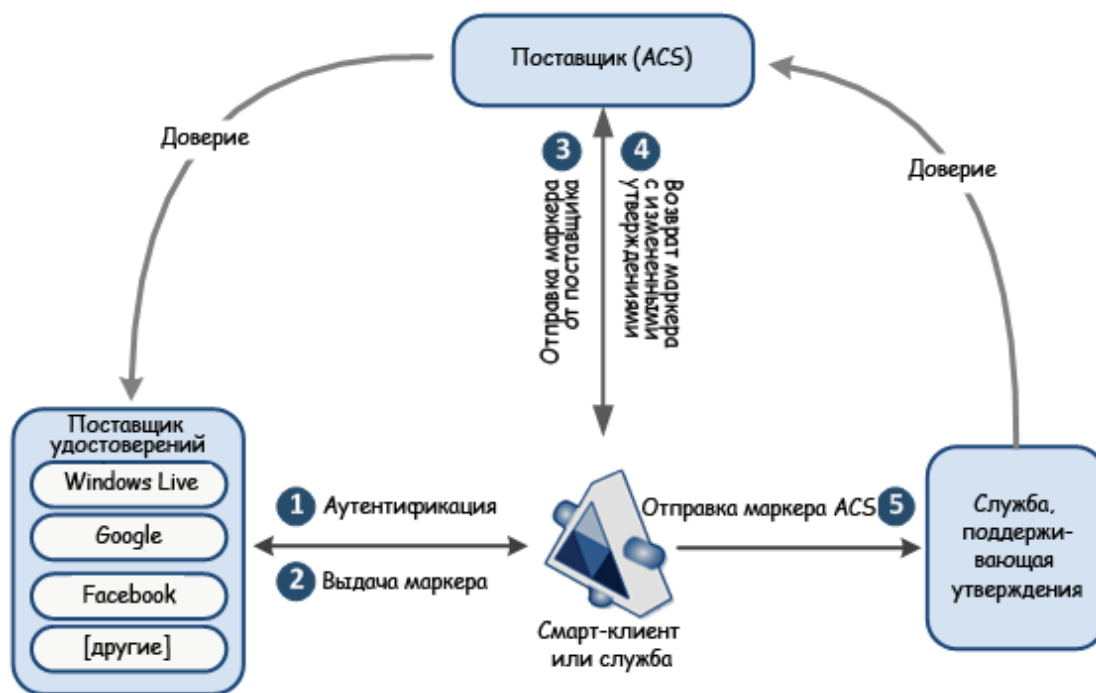 Поставщик (ACS)
Доверие
Доверие
3
Отправка маркера
от поставщика
4
Возврат маркера
с измененными
утверждениями
Поставщик
удостоверений
Windows Live
Google
Facebook
[другие]
1 Аутентификация
2 Выдача маркера
Смарт-клиент
или служба
Отправка маркера ACS 5
Служба,
поддержи-
вающая
утверждения